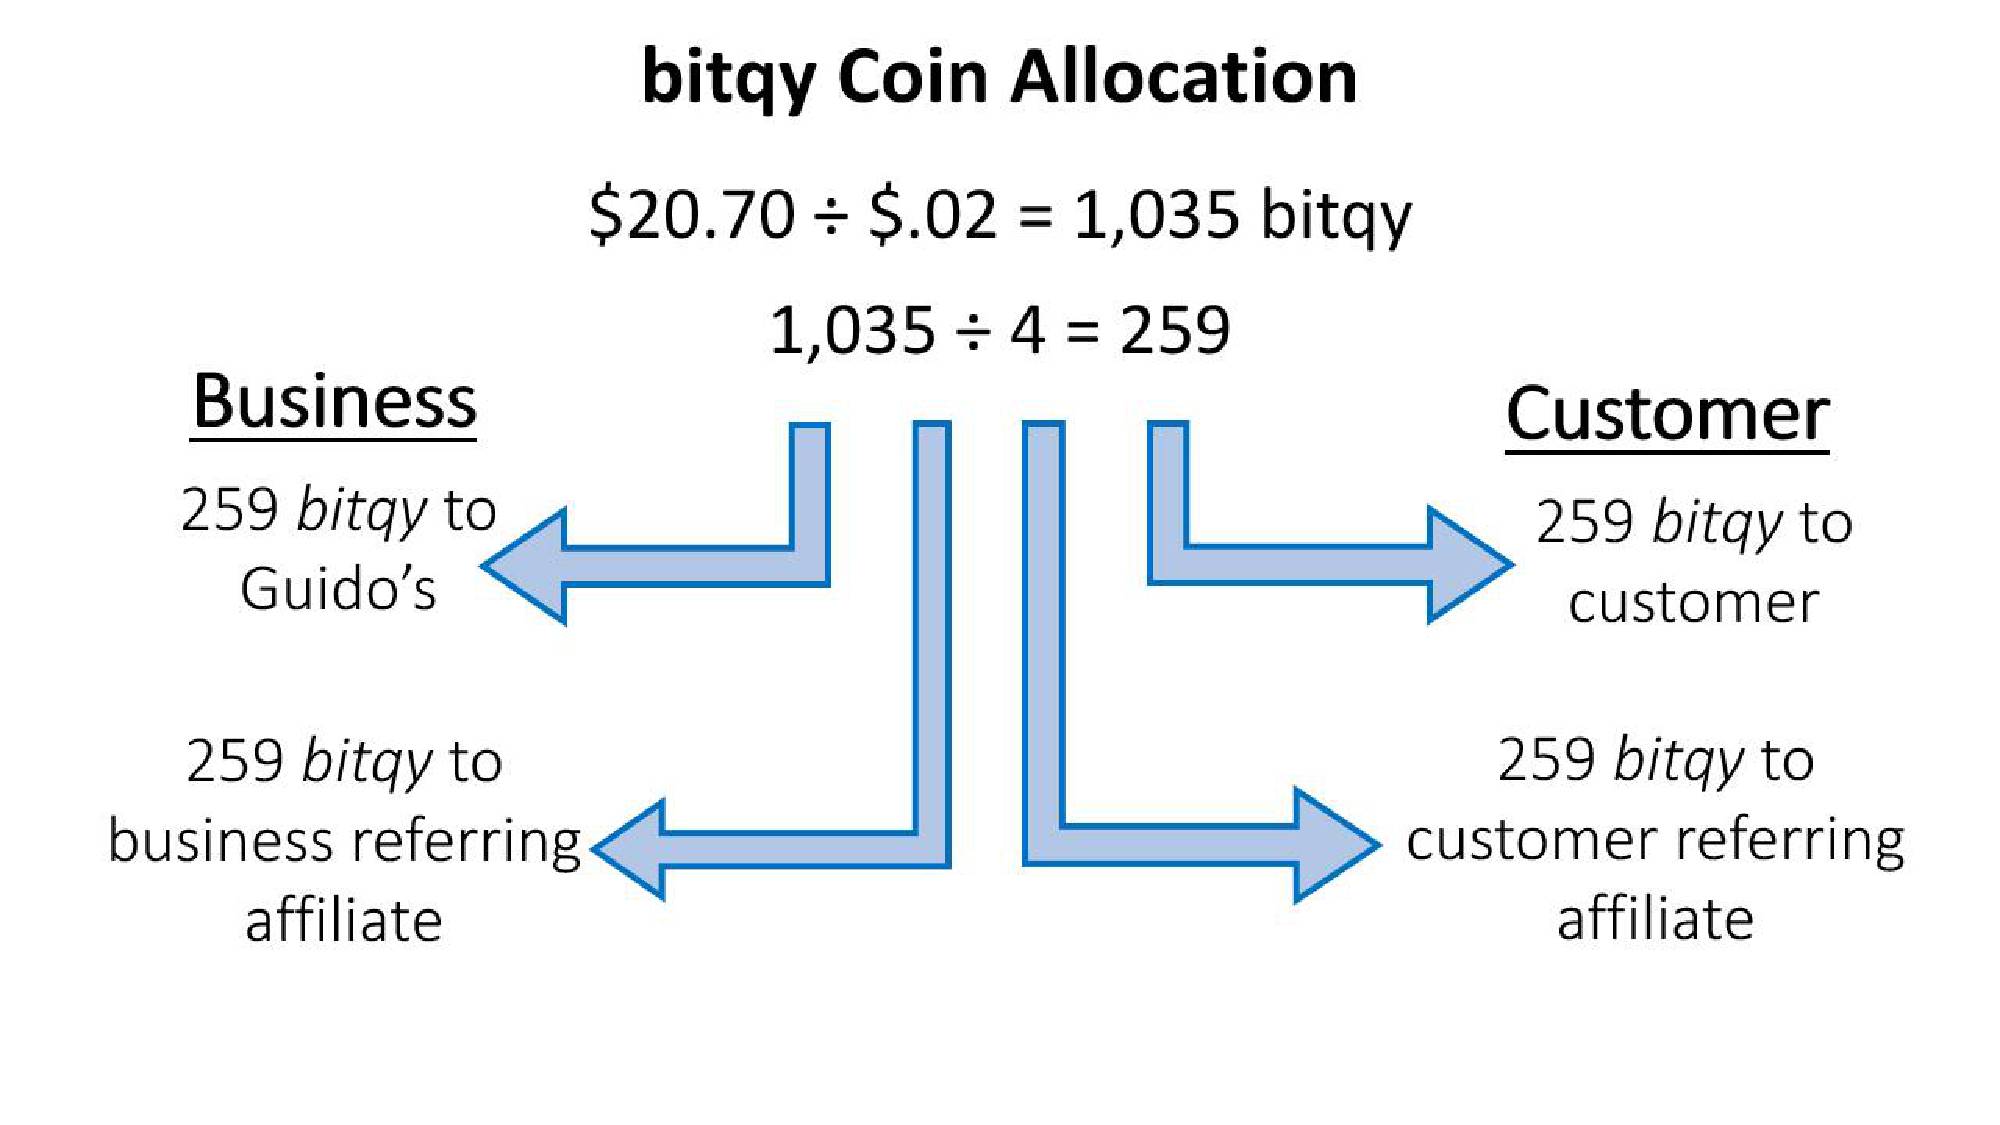 bitqy Coin Allocation
$20.70 ÷ $.02 = 1,035 bitqy
1,035 ÷ 4 = 259
Business
259 bitqy to
Guido’s
259 bitqy to
business referring
affiliate
Customer
259 bitqy to
customer
259 bitqy to
customer referring
affiliate